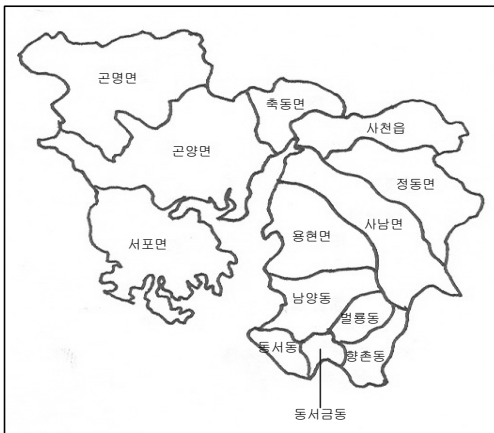 곤명면
축동면
사천읍
곤양면
정동면
사남면
용현면
서포면
남양동
벌룡동
동서동
향촌동
동서금동